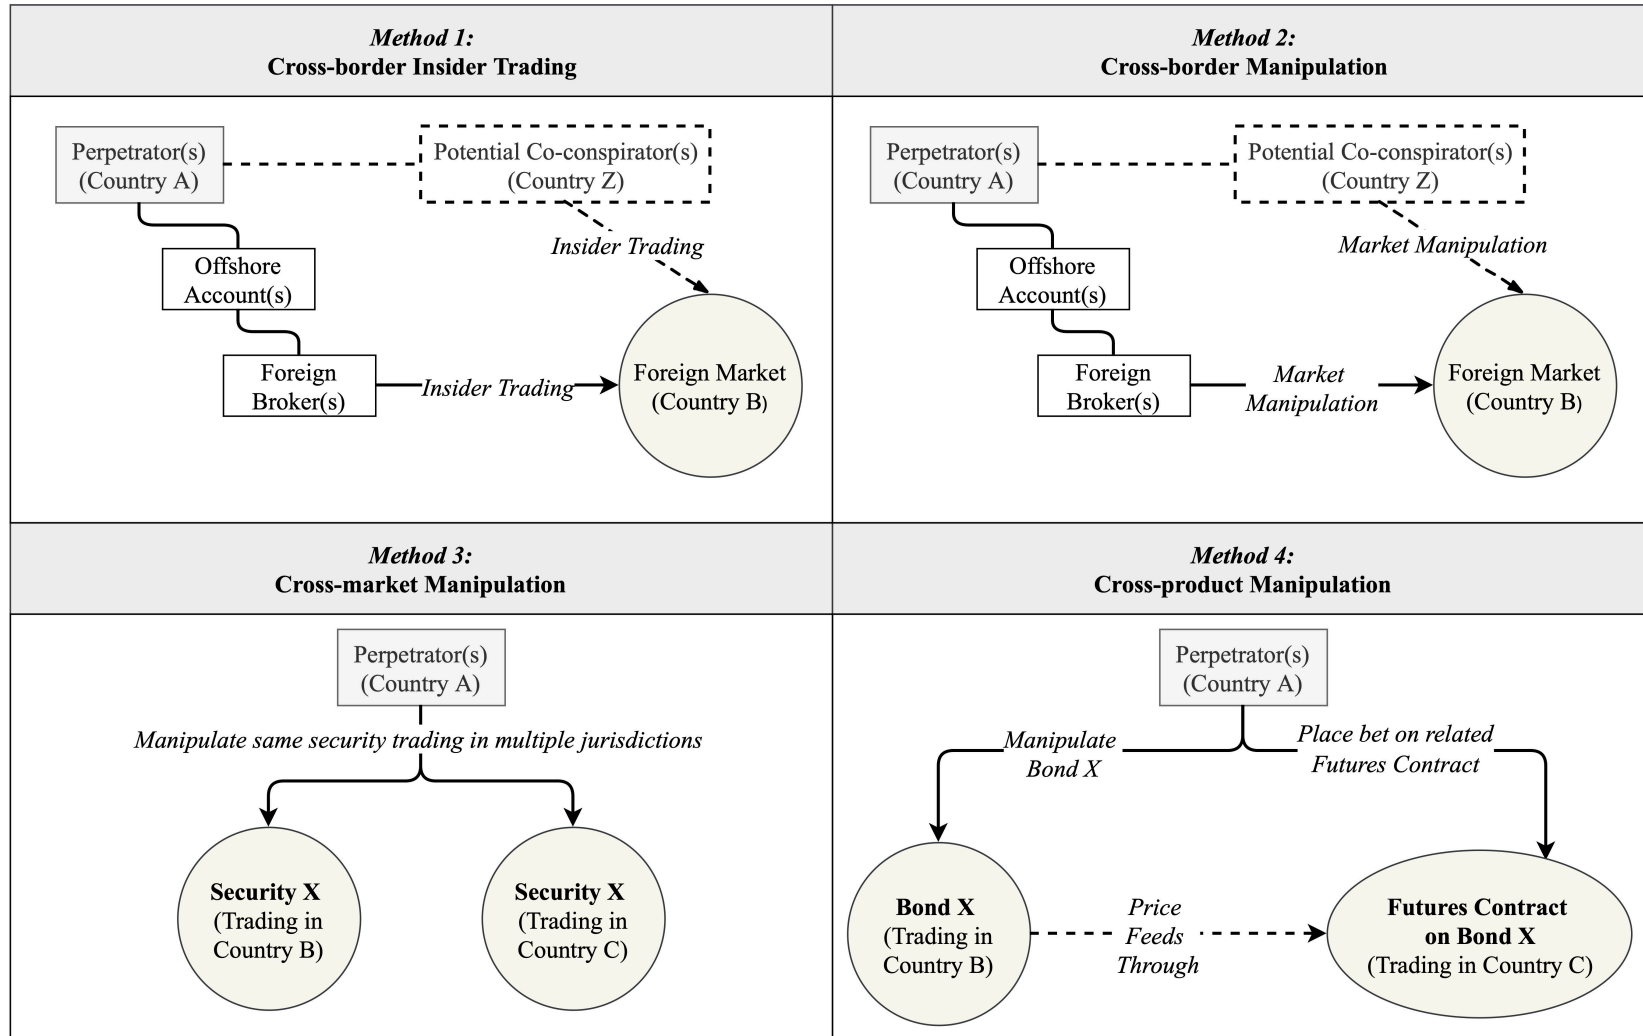 Method 1:
Cross-border Insider Trading
Perpetrator(s)
(Country A)
Potential Co-conspirator(s)
(Country Z)
Insider Trading
Offshore
Account(s)
Foreign
Broker(s)
Insider Trading
Foreign Market
(Country B)
Method 2:
Cross-border Manipulation
Perpetrator(s)
(Country A)
Potential Co-conspirator(s)
(Country Z)
Market Manipulation
Offshore
Account(s)
Foreign
Broker(s)
Market
Manipulation
Foreign Market
(Country B)
Method 3:
Cross-market Manipulation
Perpetrator(s)
(Country A)
Manipulate same security trading in multiple jurisdictions
Security X
(Trading in
Country B)
Security X
(Trading in
Country C)
Method 4:
Cross-product Manipulation
Perpetrator(s)
(Country A)
Manipulate
Bond X
Place bet on related
Futures Contract
Bond X
(Trading in
Country B)
Price
Feeds
Through
Futures Contract
on Bond X
(Trading in Country C)